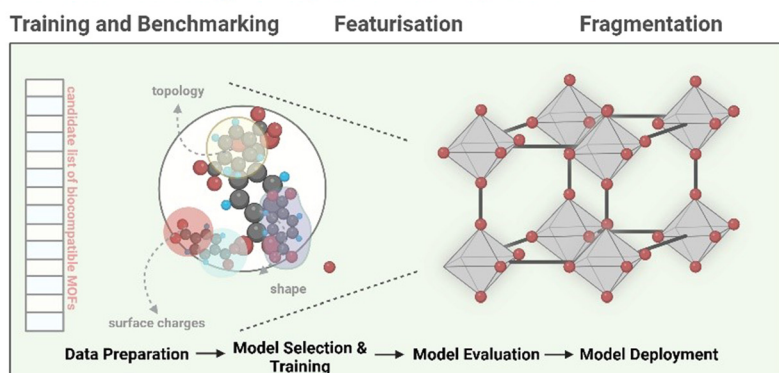 Training and Benchmarking
Featurisation
Fragmentation
topology
candidate list of biocompatible MOFs
shape
surface charges
Data Preparation
Model Selection &
Training
Model Evaluation
Model Deployment